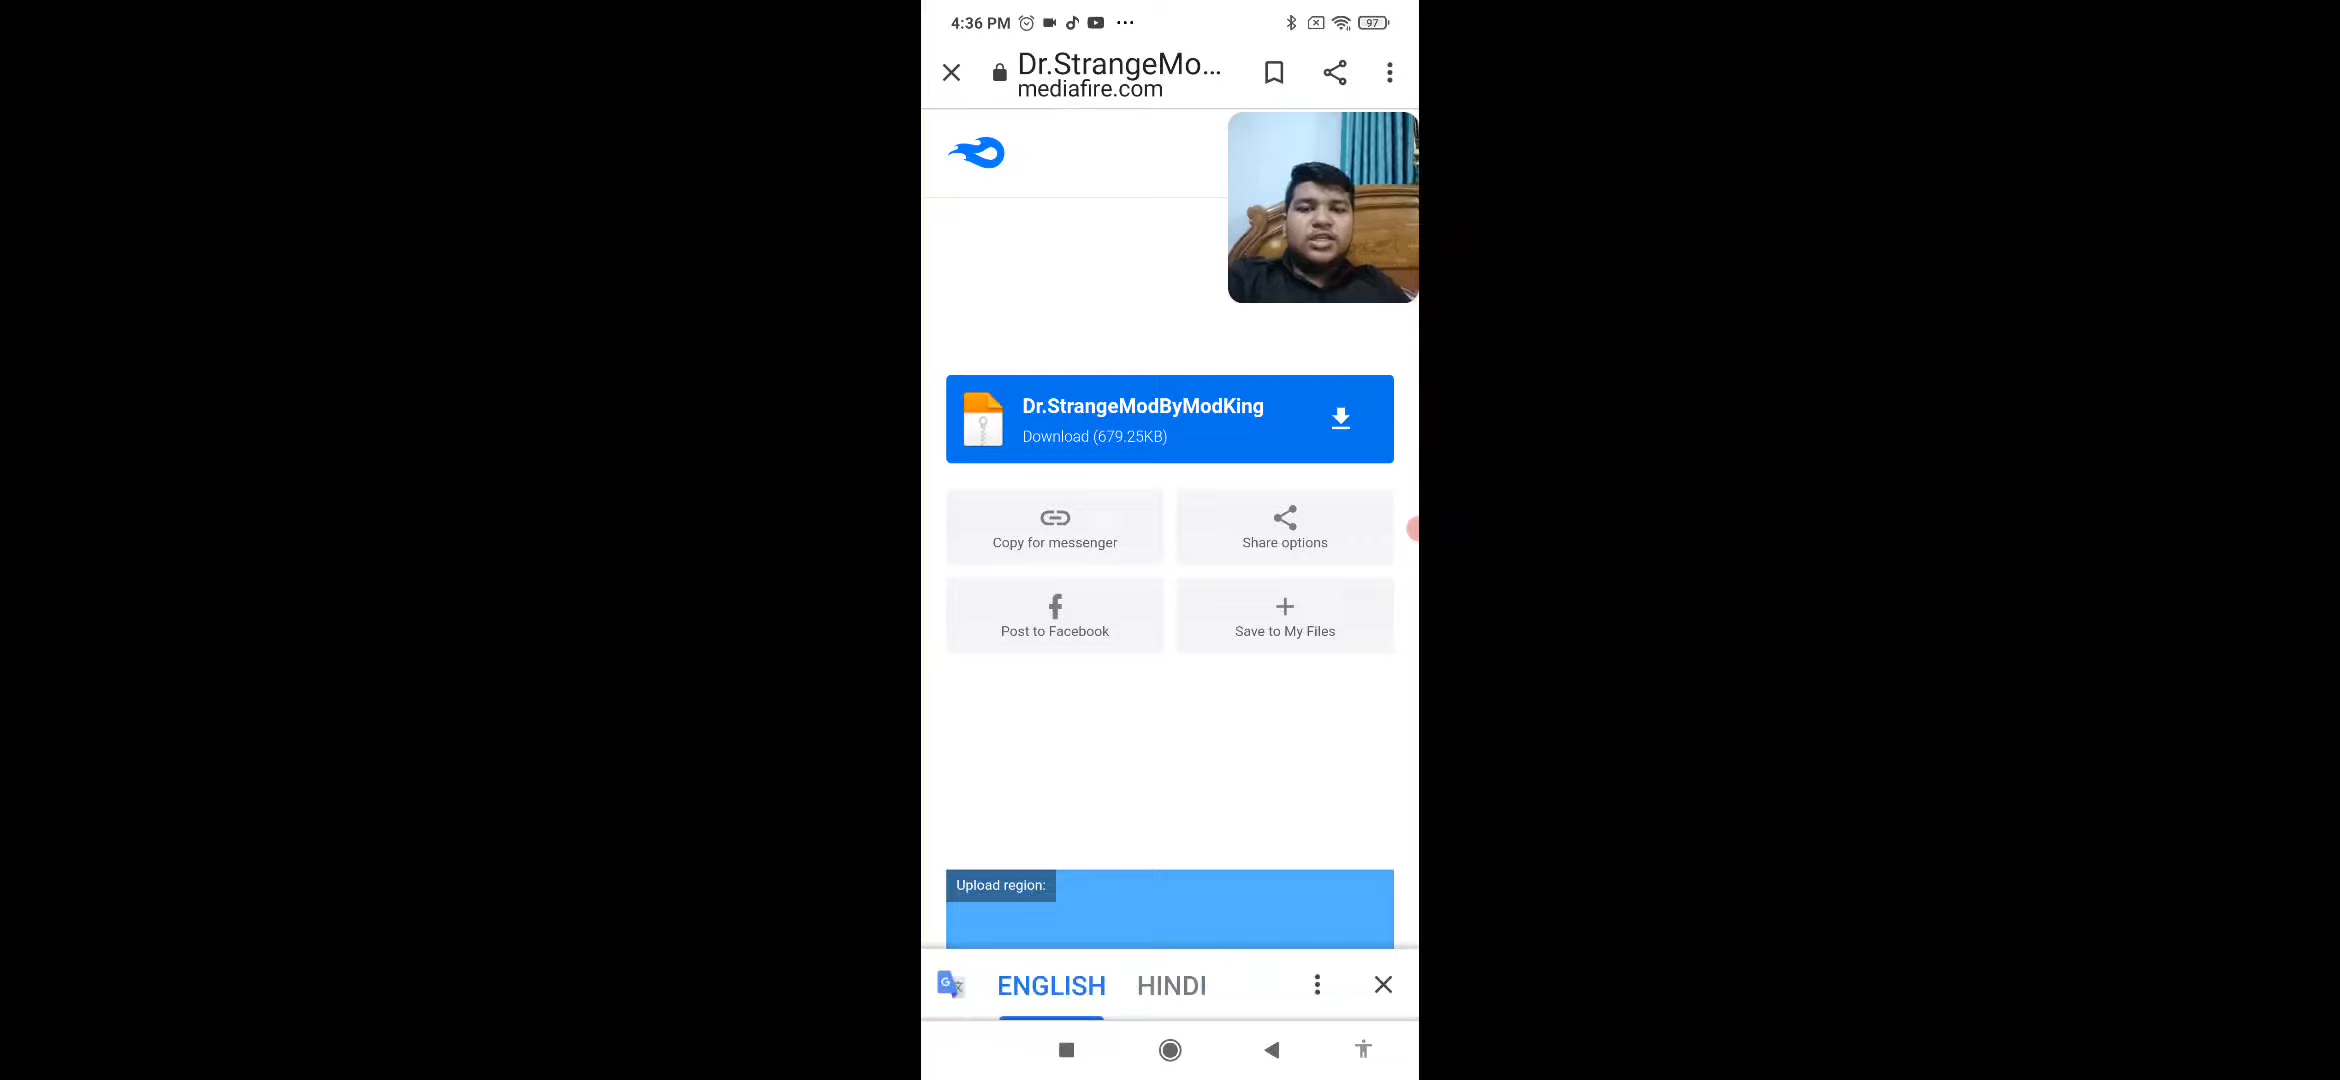 4:36 PM
97
Dr.StrangeMo...
mediafire.com
Dr.StrangeModByModKing
Download (679.25KB)
Copy for messenger
Share options
Post to Facebook
Save to My Files
Upload region:
ENGLISH HINDI